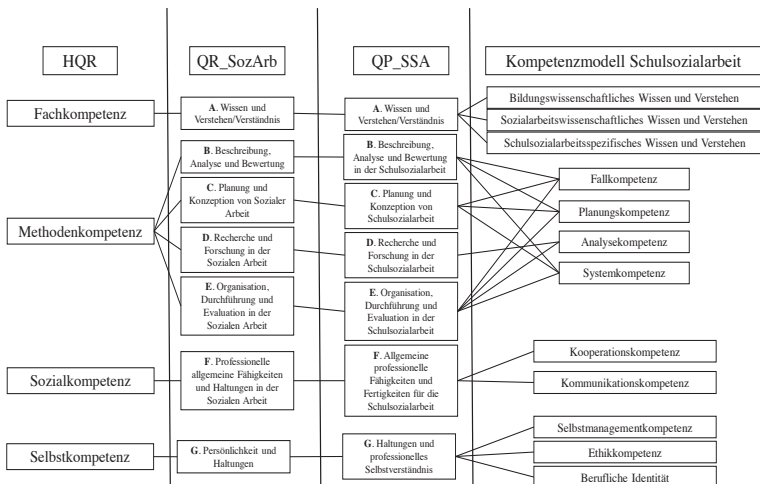 HQR
QR_SozArb
QP_SSA
Kompetenzmodell Schulsozialarbeit
Fachkompetenz
A. Wissen und
Verstehen/Verständnis
A. Wissen und
Verstehen/Verständnis
Bildungswissenschaftliches Wissen und Verstehen
Sozialarbeitswissenschaftliches Wissen und Verstehen
Schulsozialarbeitsspezifisches Wissen und Verstehen
Methodenkompetenz
B. Beschreibung,
Analyse und Bewertung
C. Planung und
Konzeption von Sozialer
Arbeit
D. Recherche und
Forschung in der
Sozialen Arbeit
E. Organisation,
Durchführung und
Evaluation in der
Sozialen Arbeit
B. Beschreibung,
Analyse und Bewertung
in der Schulsozialarbeit
C. Planung und
Konzeption von
Schulsozialarbeit
D. Recherche und
Forschung in der
Schulsozialarbeit
E. Organisation,
Durchführung und
Evaluation in der
Schulsozialarbeit
Fallkompetenz
Planungskompetenz
Analysekompetenz
Systemkompetenz
Sozialkompetenz
F. Professionelle
allgemeine Fähigkeiten
und Haltungen in der
Sozialen Arbeit
F. Allgemeine
professionelle
Fähigkeiten und
Fertigkeiten für die
Schulsozialarbeit
Kooperationskompetenz
Kommunikationskompetenz
Selbstkompetenz
G. Persönlichkeit und
Haltungen
G. Haltungen und
professionelles
Selbstverständnis
Selbstmanagementkompetenz
Ethikkompetenz
Berufliche Identität